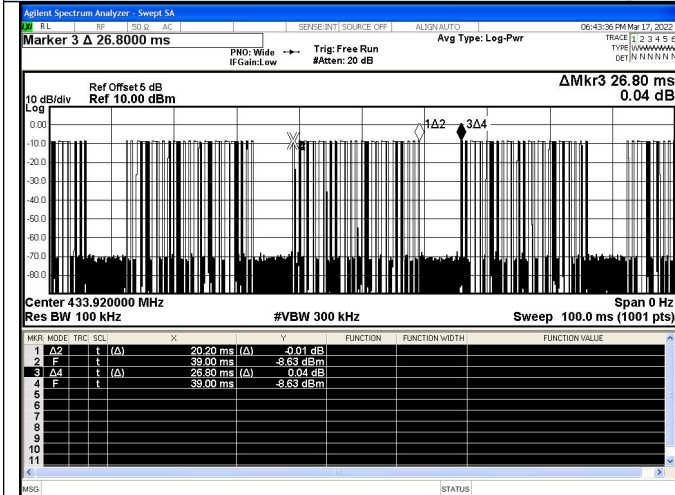 Agilent Spectrum Analyzer - Swept SA
RL RF 50 Ω AC SENSE:INT SOURCE OFF ALIGN AUTO 06:43:36 PM Mar 17, 2022
Marker 3 Δ 26.8000 ms Avg Type: Log-Pwr TRACE 1 2 3 4 5 6
PNO: Wide Trig: Free Run TYPE WWWWWW
IFGain:Low #Atten: 20 dB DET N N N N N N
ΔMkr3 26.80 ms
0.04 dB
Ref Offset 5 dB
10 dB/div Ref 10.00 dBm
Log
0.00
-10.0
-20.0
-30.0
-40.0
-50.0
-60.0
-70.0
-80.0
1Δ2 3Δ4
Center 433.920000 MHz Span 0 Hz
Res BW 100 kHz #VBW 300 kHz Sweep 100.0 ms (1001 pts)
MKR MODE TRC SCL X Y FUNCTION FUNCTION WIDTH FUNCTION VALUE
1 Δ2 t (Δ) 20.20 ms (Δ) -0.01 dB
2 F t 39.00 ms -8.63 dBm
3 Δ4 t (Δ) 26.80 ms (Δ) 0.04 dB
4 F t 39.00 ms -8.63 dBm
5
6
7
8
9
10
11
MSG STATUS